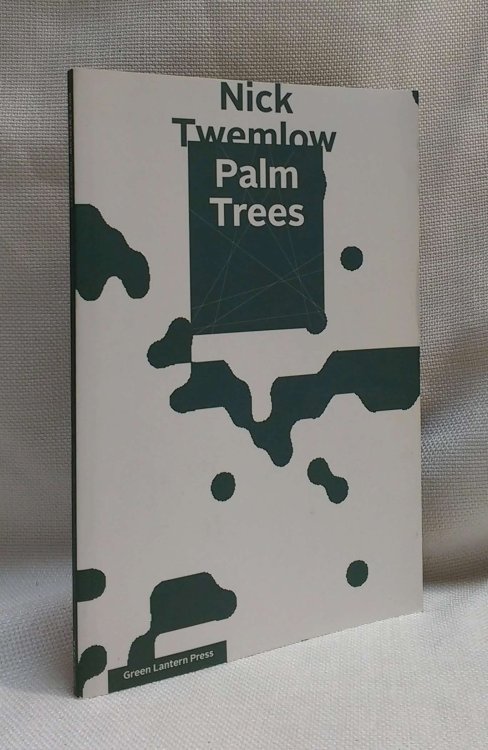 Nick
Twemlow
Palm
Trees
Green Lantern Press